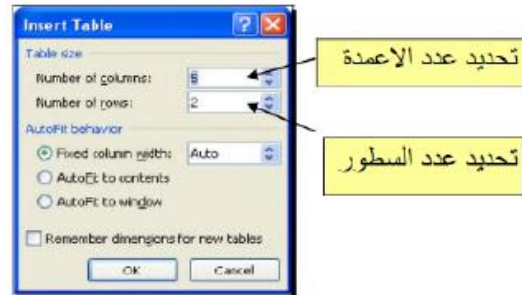 Insert Table
Table size
Number of columns:
5
Number of rows:
2
AutoFit behavior
Fixed column width:
Auto
AutoFit to contents
AutoFit to window
Remember dimensions for new tables
OK
Cancel
تحديد عدد الاعمدة
تحديد عدد السطور